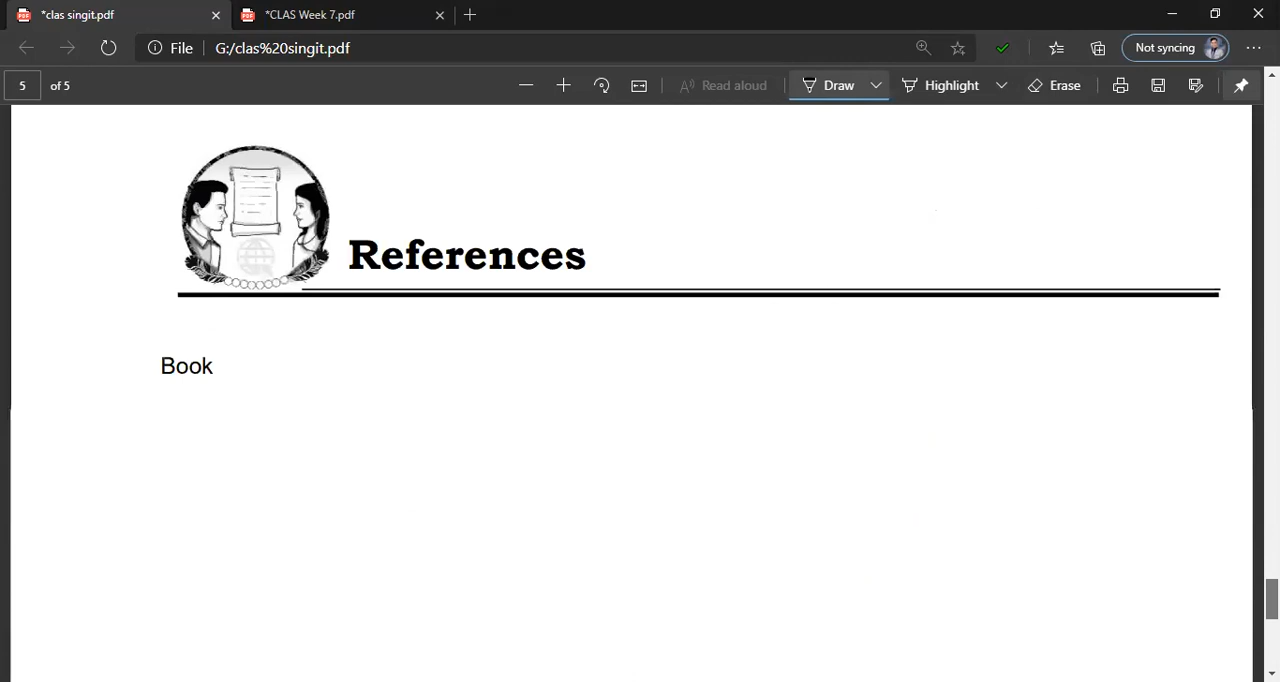 *clas singit.pdf
*CLAS Week 7.pdf
File G:/clas%20singit.pdf
Not syncing
5 of 5
Read aloud
Draw
Highlight
Erase
References
Book